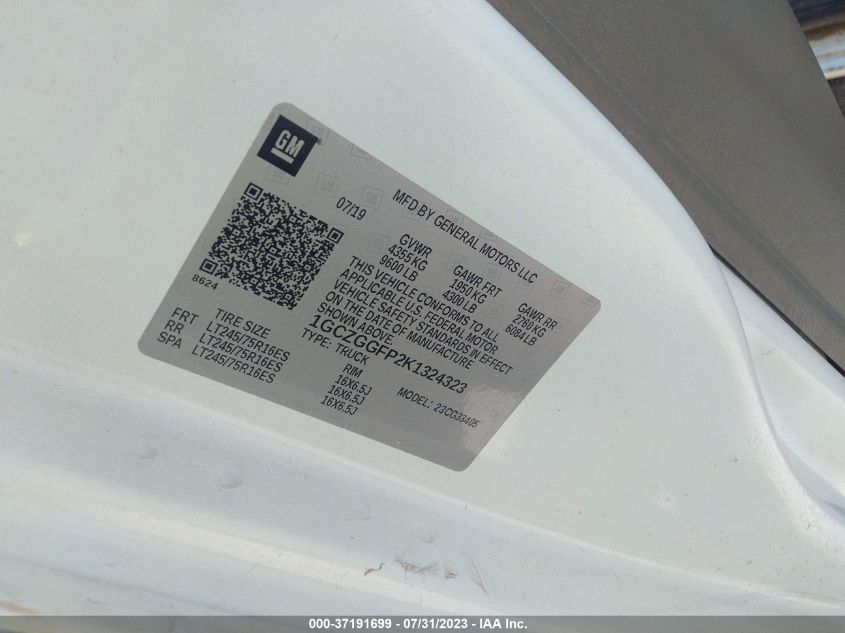 GM
07/19
MFD BY GENERAL MOTORS LLC
GVWR
4355 KG
9600 LB
GAWR FRT
1950 KG
4300 LB
GAWR RR
2760 KG
6084 LB
THIS VEHICLE CONFORMS TO ALL
APPLICABLE U.S. FEDERAL MOTOR
VEHICLE SAFETY STANDARDS IN EFFECT
ON THE DATE OF MANUFACTURE
SHOWN ABOVE.
1GCZGGFP2K1324323
TYPE: TRUCK
MODEL: 23CG33405
8624
TIRE SIZE
RIM
FRT LT245/75R16ES 16X6.5J
RR LT245/75R16ES 16X6.5J
SPA LT245/75R16ES 16X6.5J
000-37191699 - 07/31/2023 - © IAA Inc.